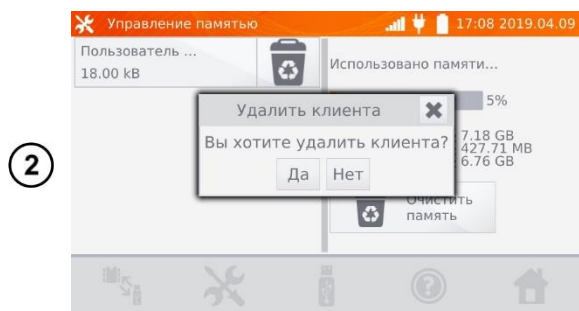 2
Управление памятью
17:08 2019.04.09
Пользователь ...
18.00 kB
Использовано памяти...
5%
7.18 GB
427.71 MB
6.76 GB
Удалить клиента
Вы хотите удалить клиента?
Да Нет
Очистить
память